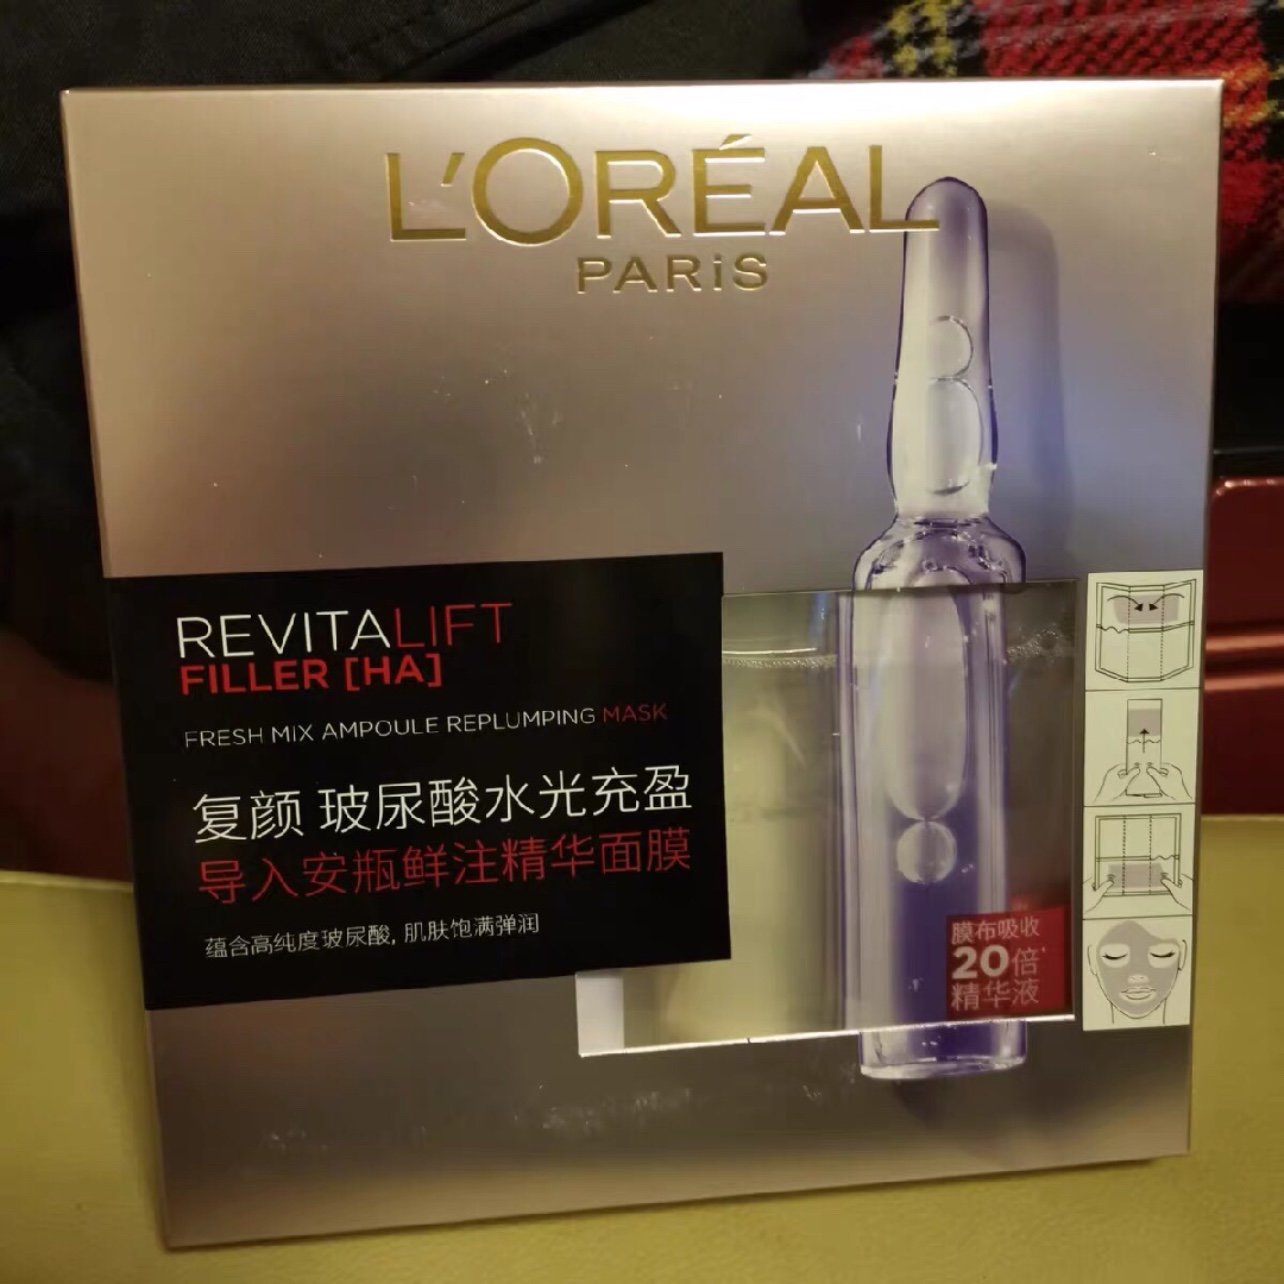 L'ORÉAL
PARiS
REVITALIFT
FILLER [HA]
FRESH MIX AMPOULE REPLUMPING MASK
复颜 玻尿酸水光充盈
导入安瓶鲜注精华面膜
蕴含高纯度玻尿酸, 肌肤饱满弹润
膜布吸收
20倍
精华液